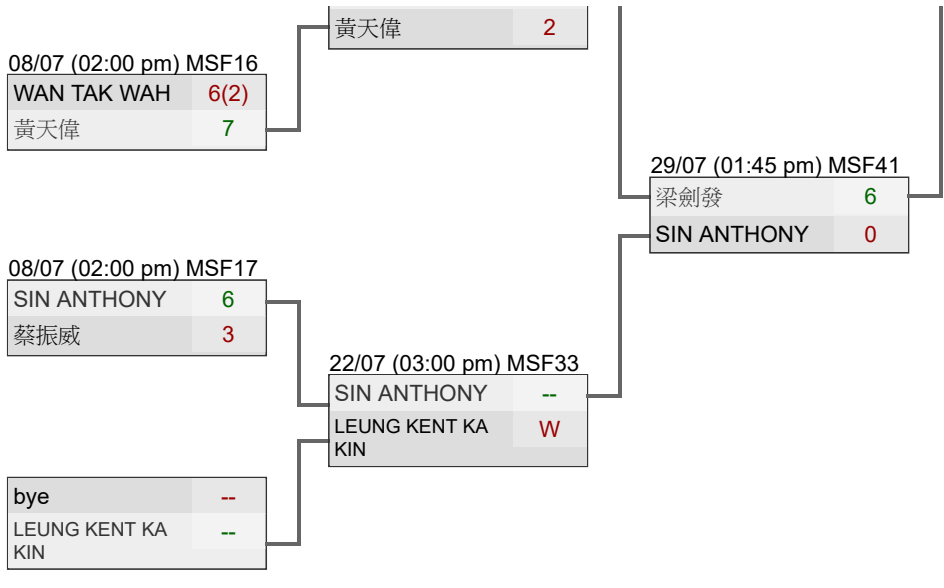 黃天偉 2
08/07 (02:00 pm) MSF16
WAN TAK WAH 6(2)
黃天偉 7
29/07 (01:45 pm) MSF41
梁劍發 6
SIN ANTHONY 0
08/07 (02:00 pm) MSF17
SIN ANTHONY 6
蔡振威 3
22/07 (03:00 pm) MSF33
SIN ANTHONY --
LEUNG KENT KA W
KIN
bye --
LEUNG KENT KA --
KIN